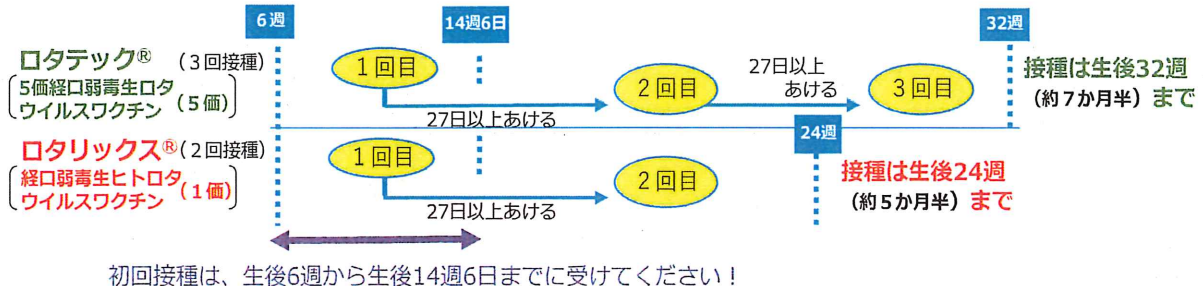 6週
14週6日
32週
ロタテック® (3回接種)
5価経口弱毒生ロタ
ウイルスワクチン (5価)
1回目
27日以上あける
2回目
27日以上
あける
3回目
接種は生後32週
(約7か月半) まで
24週
ロタリックス®(2回接種)
経口弱毒生ヒトロタ
ウイルスワクチン (1価)
1回目
27日以上あける
2回目
接種は生後24週
(約5か月半) まで
初回接種は、生後6週から生後14週6日までに受けてください!